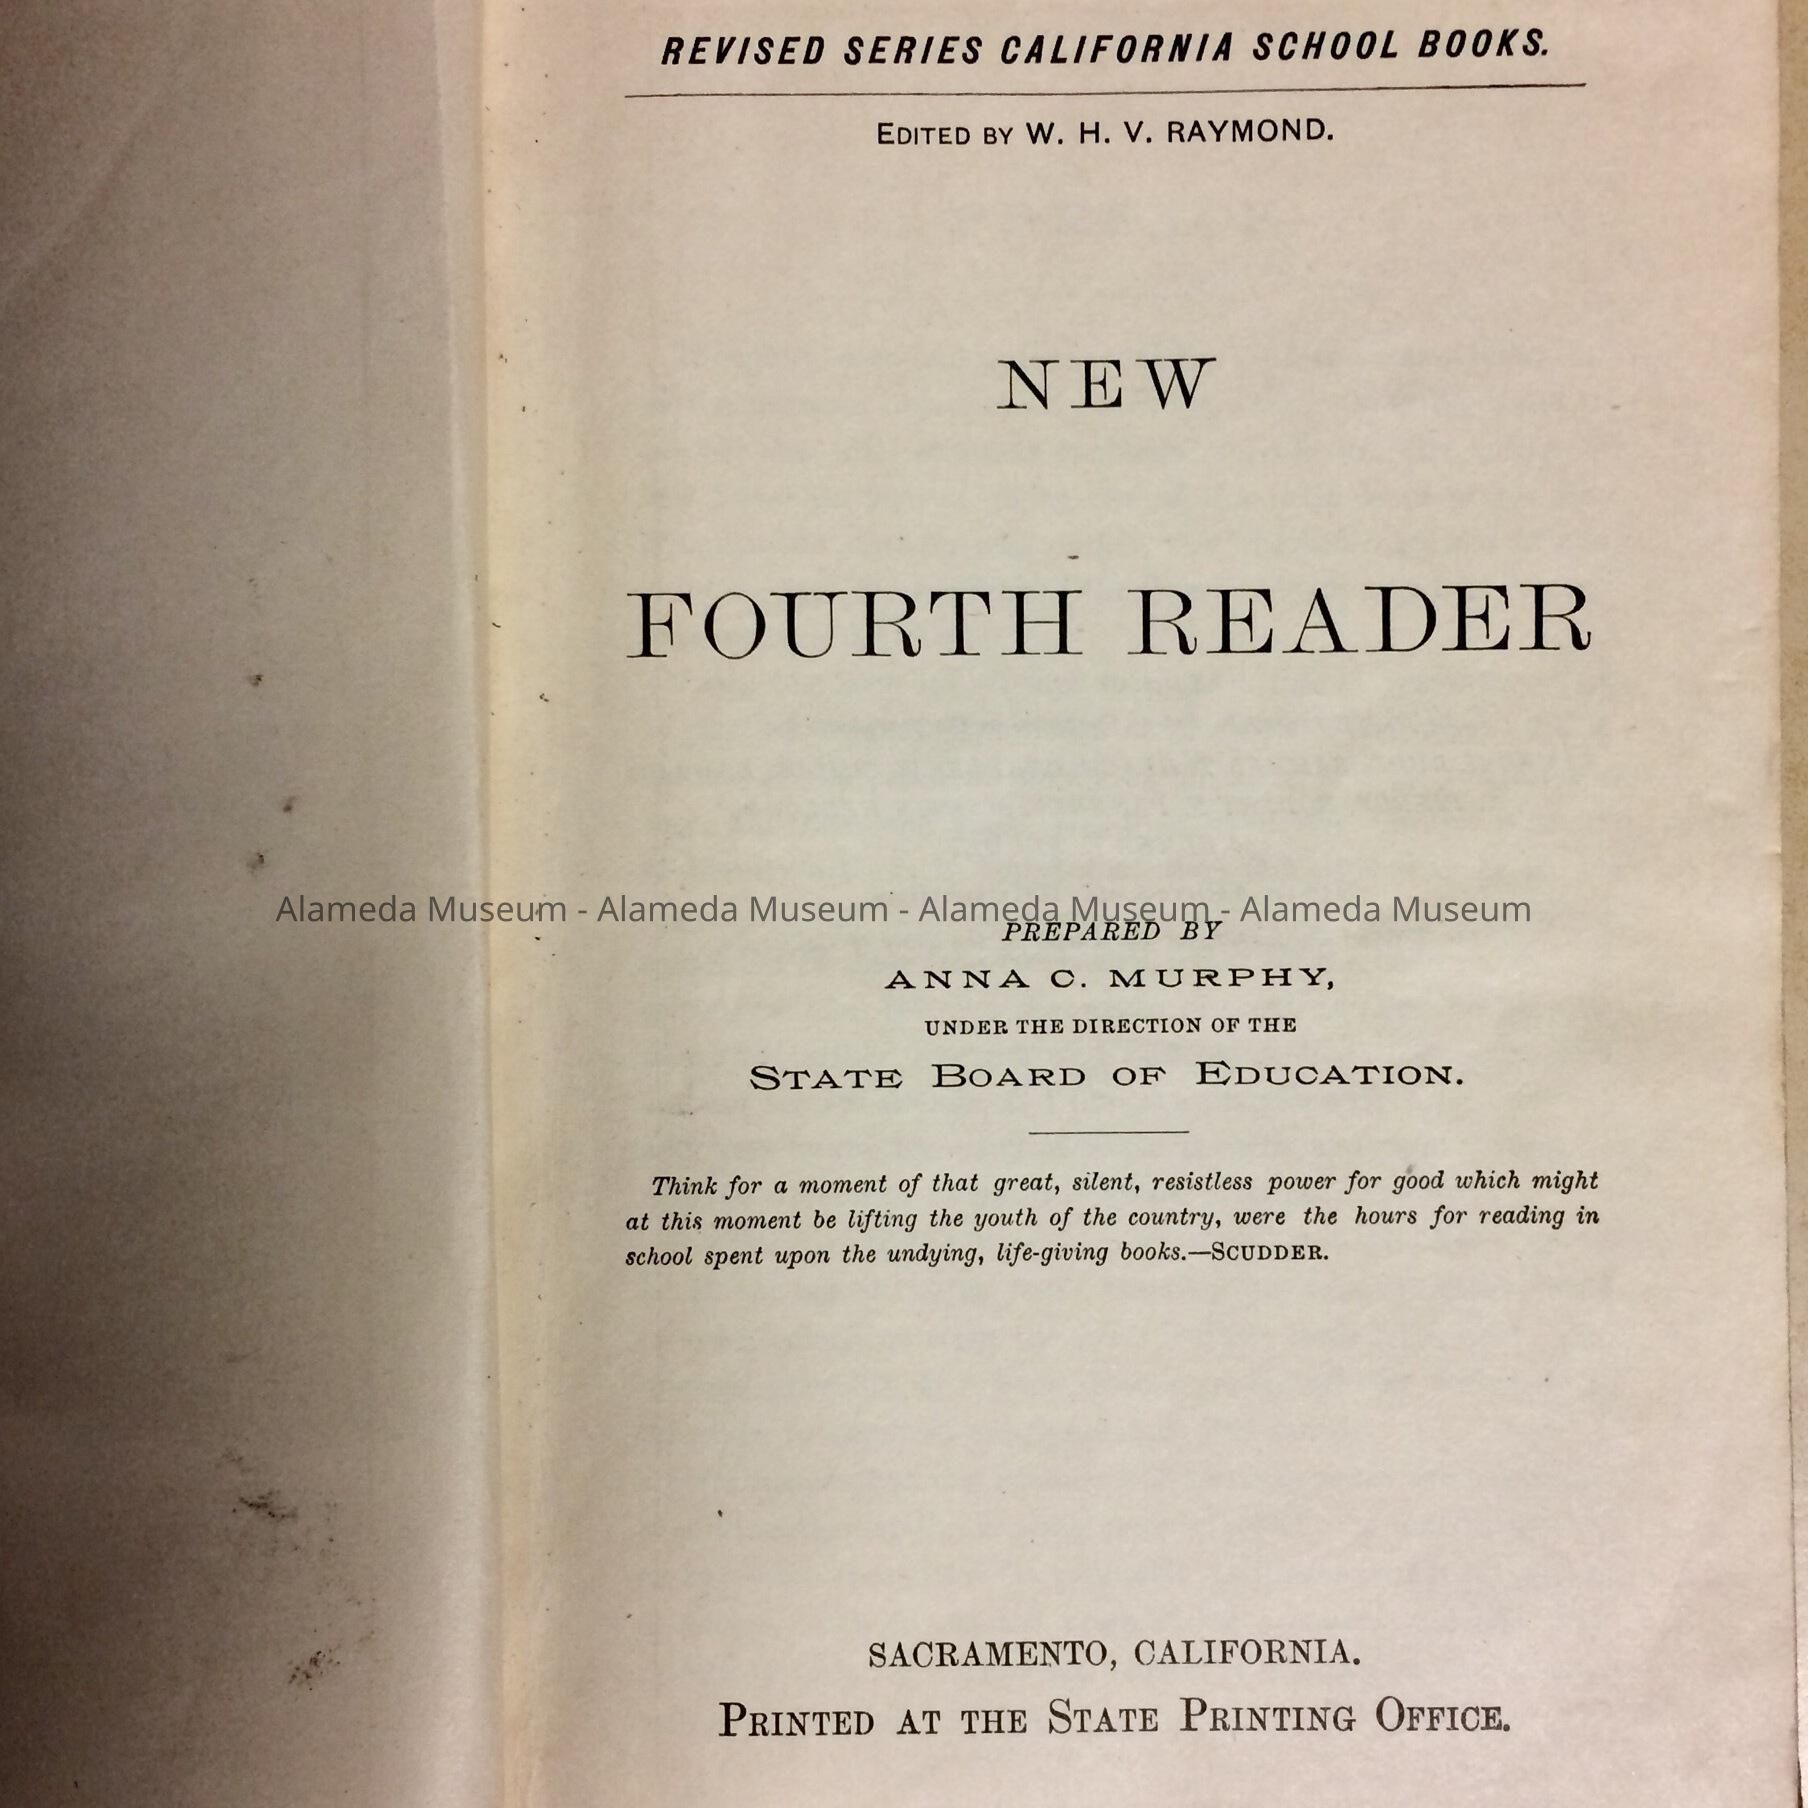 REVISED SERIES CALIFORNIA SCHOOL BOOKS.
EDITED BY W. H. V. RAYMOND.
NEW
FOURTH READER
Alameda Museum - Alameda Museum - Alameda Museum - Alameda Museum
PREPARED BY
ANNA C. MURPHY,
UNDER THE DIRECTION OF THE
STATE BOARD OF EDUCATION.
Think for a moment of that great, silent, resistless power for good which might
at this moment be lifting the youth of the country, were the hours for reading in
school spent upon the undying, life-giving books.—SCUDDER.
SACRAMENTO, CALIFORNIA.
PRINTED AT THE STATE PRINTING OFFICE.